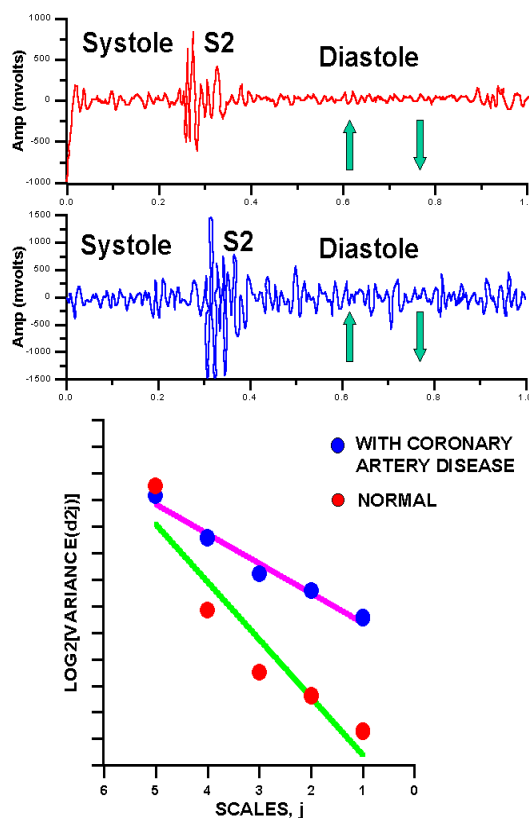 1000
Systole S2 Diastole
500
0
-500
-1000
Amp (mvolts)
0.0 0.2 0.4 0.6 0.8 1.
1500
Systole S2 Diastole
1000
500
0
-500
-1000
-1500
Amp (mvolts)
0.0 0.2 0.4 0.6 0.8 1.0
WITH CORONARY
ARTERY DISEASE
NORMAL
LOG2[VARIANCE(d2j)]
6 5 4 3 2 1 0
SCALES, j